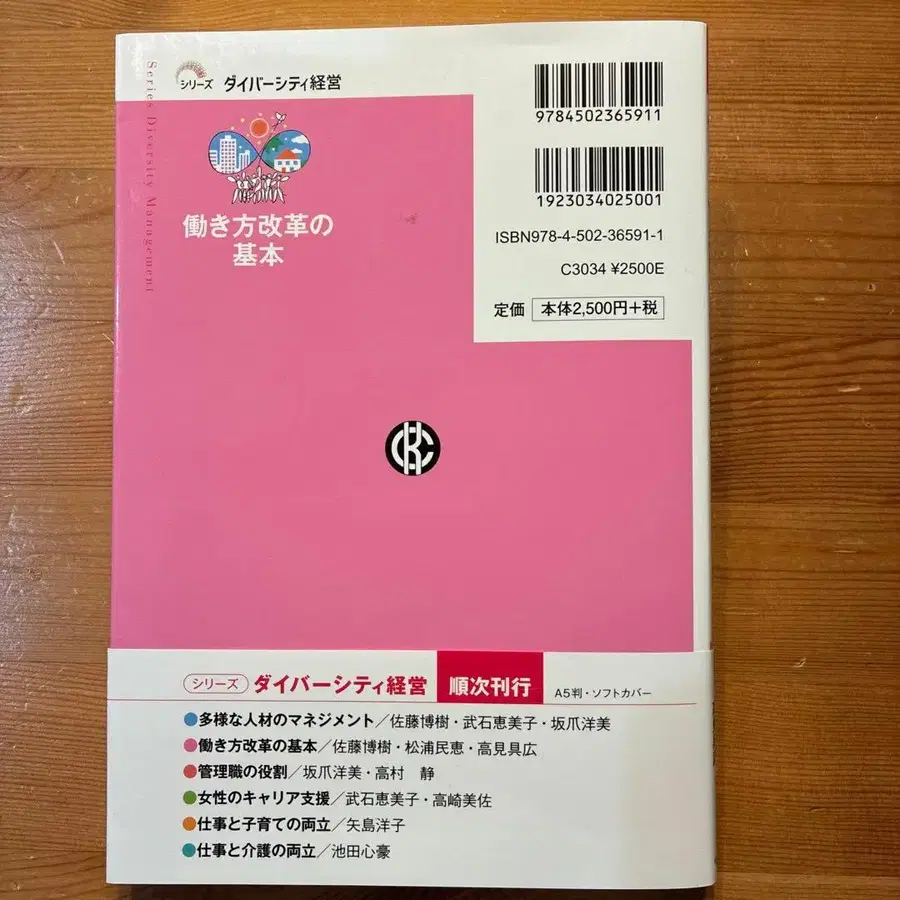 Series Diversity Management
シリーズ ダイバーシティ経営
働き方改革の
基本
9784502365911
1923034025001
ISBN978-4-502-36591-1
C3034 ¥2500E
定価 本体2,500円+税
シリーズ ダイバーシティ経営 順次刊行 A5判・ソフトカバー
●多様な人材のマネジメント/佐藤博樹・武石恵美子・坂爪洋美
●働き方改革の基本/佐藤博樹・松浦民恵・高見具広
●管理職の役割/坂爪洋美・高村 静
●女性のキャリア支援/武石恵美子・高崎美佐
●仕事と子育ての両立/矢島洋子
●仕事と介護の両立/池田心豪